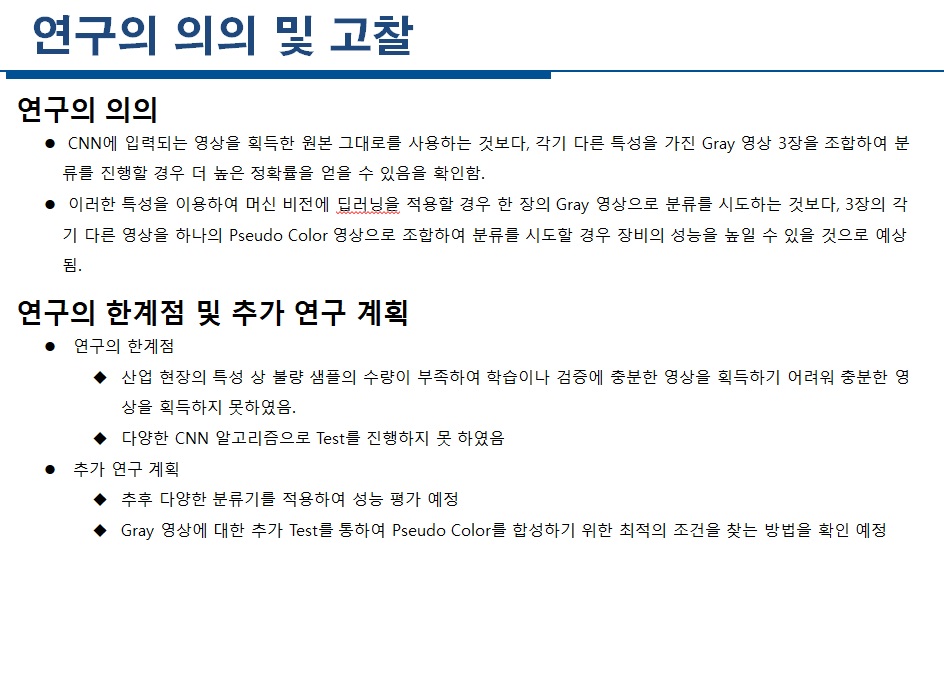 연구의 의의 및 고찰
연구의 의의
● CNN에 입력되는 영상을 획득한 원본 그대로를 사용하는 것보다, 각기 다른 특성을 가진 Gray 영상 3장을 조합하여 분
류를 진행할 경우 더 높은 정확률을 얻을 수 있음을 확인함.
● 이러한 특성을 이용하여 머신 비전에 딥러닝을 적용할 경우 한 장의 Gray 영상으로 분류를 시도하는 것보다, 3장의 각
기 다른 영상을 하나의 Pseudo Color 영상으로 조합하여 분류를 시도할 경우 장비의 성능을 높일 수 있을 것으로 예상
됨.
연구의 한계점 및 추가 연구 계획
● 연구의 한계점
◆ 산업 현장의 특성 상 불량 샘플의 수량이 부족하여 학습이나 검증에 충분한 영상을 획득하기 어려워 충분한 영
상을 획득하지 못하였음.
◆ 다양한 CNN 알고리즘으로 Test를 진행하지 못 하였음
● 추가 연구 계획
◆ 추후 다양한 분류기를 적용하여 성능 평가 예정
◆ Gray 영상에 대한 추가 Test를 통하여 Pseudo Color를 합성하기 위한 최적의 조건을 찾는 방법을 확인 예정